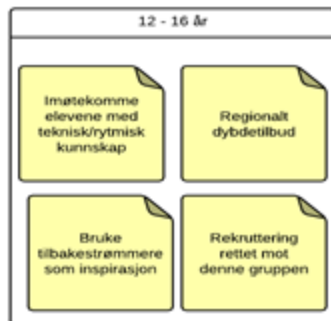 12 - 16 år
Imøtekomme
elevene med
teknisk/rytmisk
kunnskap
Regionalt
dybdetilbud
Bruke
tilbakestrømmere
som inspirasjon
Rekruttering
rettet mot
denne gruppen